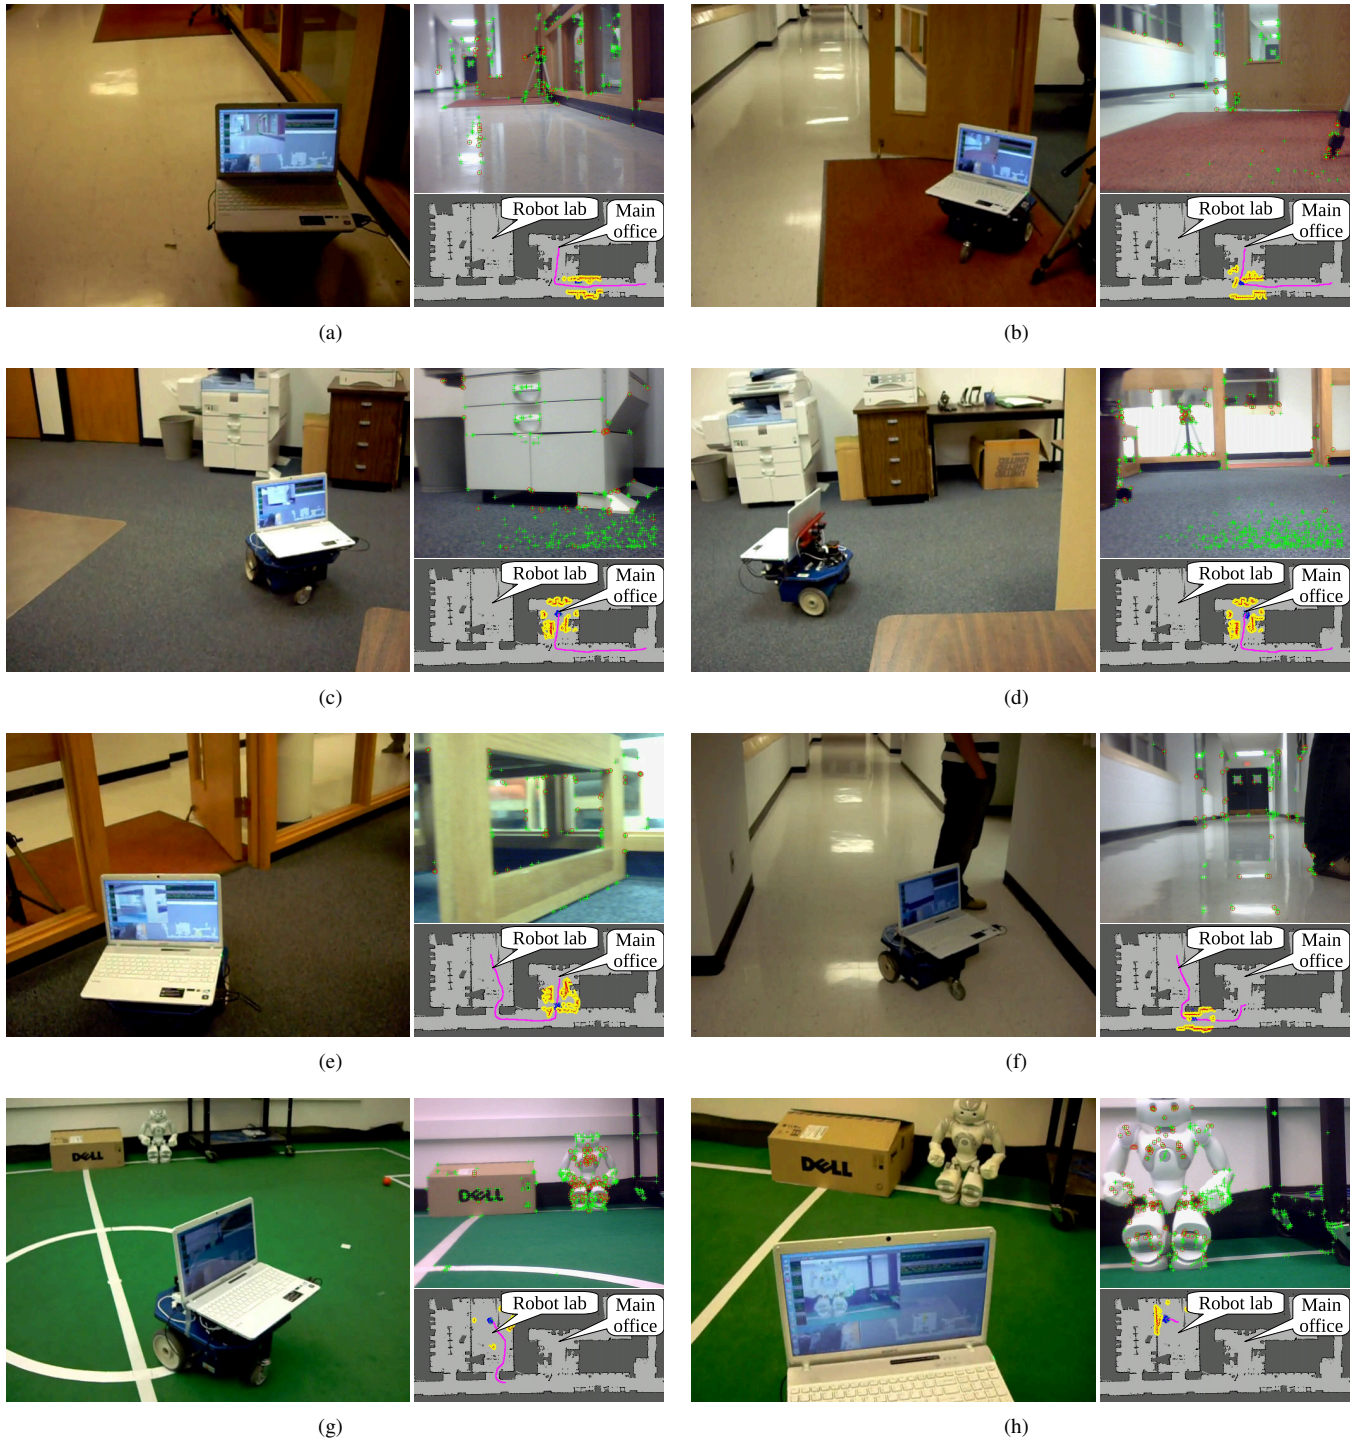 Robot lab
Main
office
Robot lab
Main
office
(a)
(b)
Robot lab
Main
office
Robot lab
Main
office
(c)
(d)
Robot lab
Main
office
Robot lab
Main
office
(e)
(f)
DELL
DELL
DELL
Robot lab
Main
office
Robot lab
Main
office
(g)
(h)